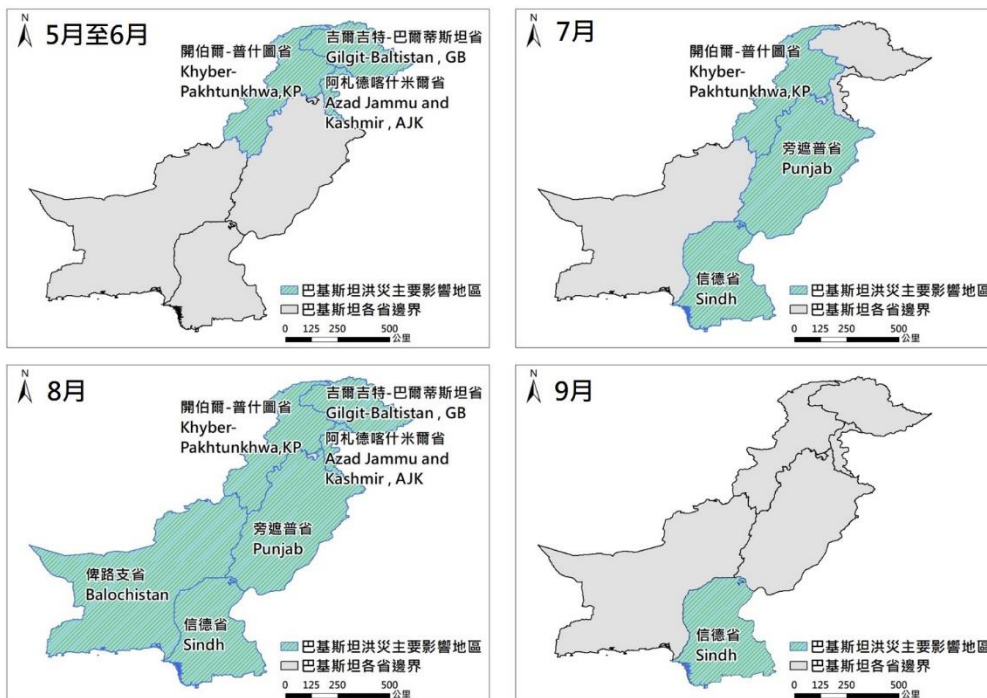 N
5月至6月
開伯爾-普什圖省
Khyber-
Pakhtunkhwa,KP
吉爾吉特-巴爾蒂斯坦省
Gilgit-Baltistan , GB
阿札德喀什米爾省
Azad Jammu and
Kashmir , AJK
巴基斯坦洪災主要影響地區
巴基斯坦各省邊界
0 125 250 500
公里
N
7月
開伯爾-普什圖省
Khyber-
Pakhtunkhwa,KP
旁遮普省
Punjab
信德省
Sindh
巴基斯坦洪災主要影響地區
巴基斯坦各省邊界
0 125 250 500
公里
N
8月
開伯爾-普什圖省
Khyber-
Pakhtunkhwa,KP
吉爾吉特-巴爾蒂斯坦省
Gilgit-Baltistan , GB
阿札德喀什米爾省
Azad Jammu and
Kashmir , AJK
旁遮普省
Punjab
俾路支省
Balochistan
信德省
Sindh
巴基斯坦洪災主要影響地區
巴基斯坦各省邊界
0 125 250 500
公里
N
9月
信德省
Sindh
巴基斯坦洪災主要影響地區
巴基斯坦各省邊界
0 125 250 500
公里